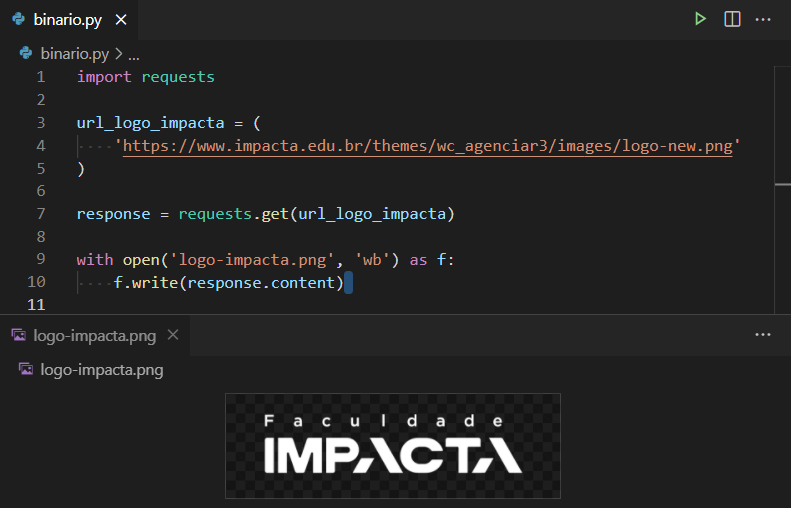 binario.py ×
binario.py > ...
1 import requests
2
3 url_logo_impacta = (
4     'https://www.impacta.edu.br/themes/wc_agenciar3/images/logo-new.png'
5 )
6
7 response = requests.get(url_logo_impacta)
8
9 with open('logo-impacta.png', 'wb') as f:
10     f.write(response.content)
11
logo-impacta.png ×
logo-impacta.png
Faculdade
IMPACTA